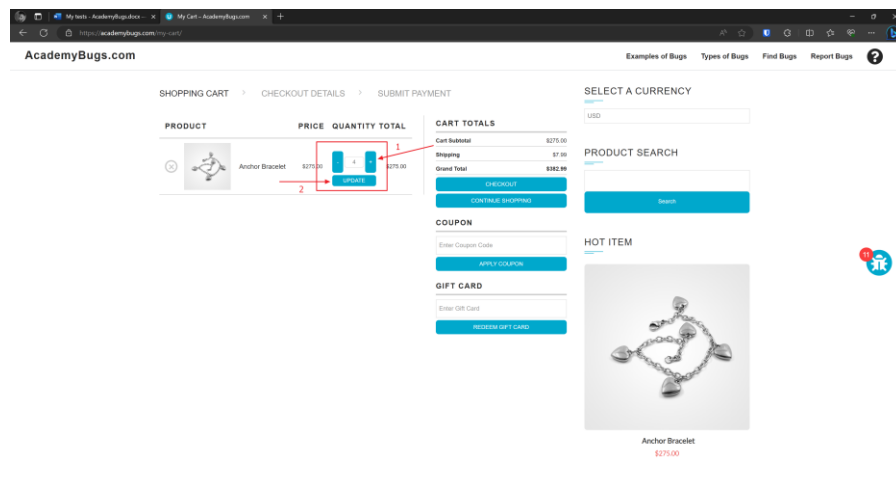 My tests - AcademyBugs.docx -
My Cart – AcademyBugs.com
https://academybugs.com/my-cart/
AcademyBugs.com
Examples of Bugs
Types of Bugs
Find Bugs
Report Bugs
SHOPPING CART > CHECKOUT DETAILS > SUBMIT PAYMENT
PRODUCT PRICE QUANTITY TOTAL
Anchor Bracelet $275.00 - 4 + $275.00
UPDATE
1
2
CART TOTALS
Cart Subtotal $275.00
Shipping $7.99
Grand Total $382.99
CHECKOUT
CONTINUE SHOPPING
COUPON
Enter Coupon Code
APPLY COUPON
GIFT CARD
Enter Gift Card
REDEEM GIFT CARD
SELECT A CURRENCY
USD
PRODUCT SEARCH
Search
HOT ITEM
Anchor Bracelet
$275.00
11